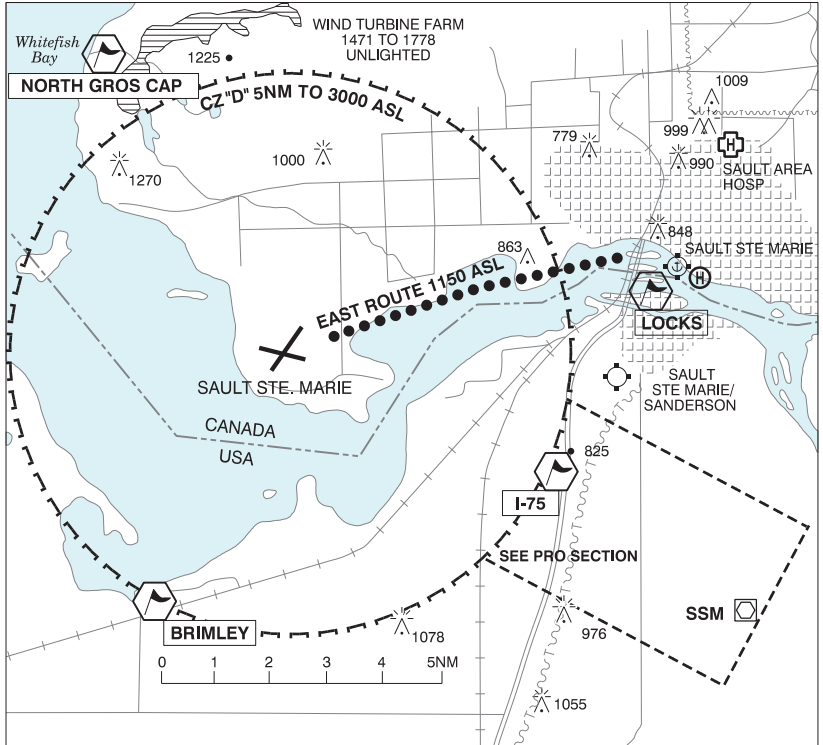 WIND TURBINE FARM
1471 TO 1778
UNLIGHTED
Whitefish
Bay
1225
NORTH GROS CAP
CZ "D" 5NM TO 3000 ASL
1009
999
779
990
H
SAULT AREA
HOSP
1000
1270
848
SAULT STE MARIE
H
863
EAST ROUTE 1150 ASL
LOCKS
SAULT STE. MARIE
SAULT
STE MARIE/
SANDERSON
CANADA
USA
825
I-75
SEE PRO SECTION
SSM
BRIMLEY
1078
976
0 1 2 3 4 5NM
1055